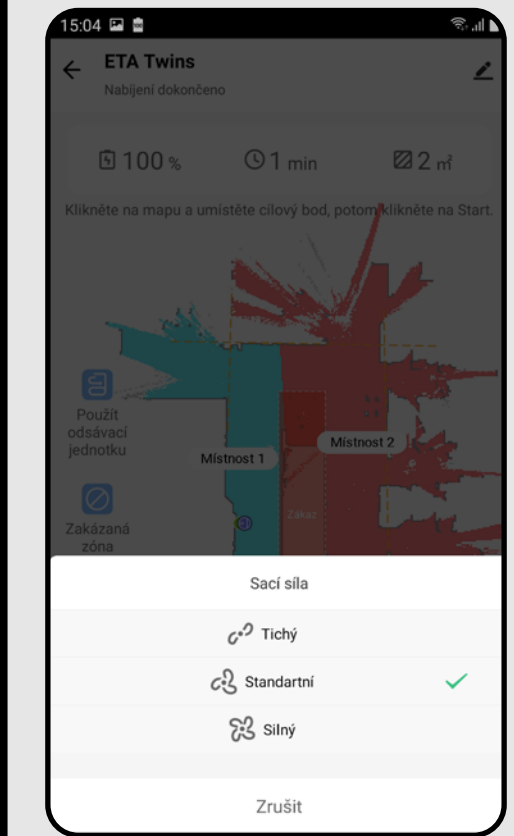 15:04
ETA Twins
Nabíjení dokončeno
100 %
1 min
2 ㎡
Klikněte na mapu a umístěte cílový bod, potom klikněte na Start.
Použít
odsávací
jednotku
Místnost 2
Místnost 1
Zakázaná
zóna
Zákaz
Sací síla
Tichý
Standartní
Silný
Zrušit